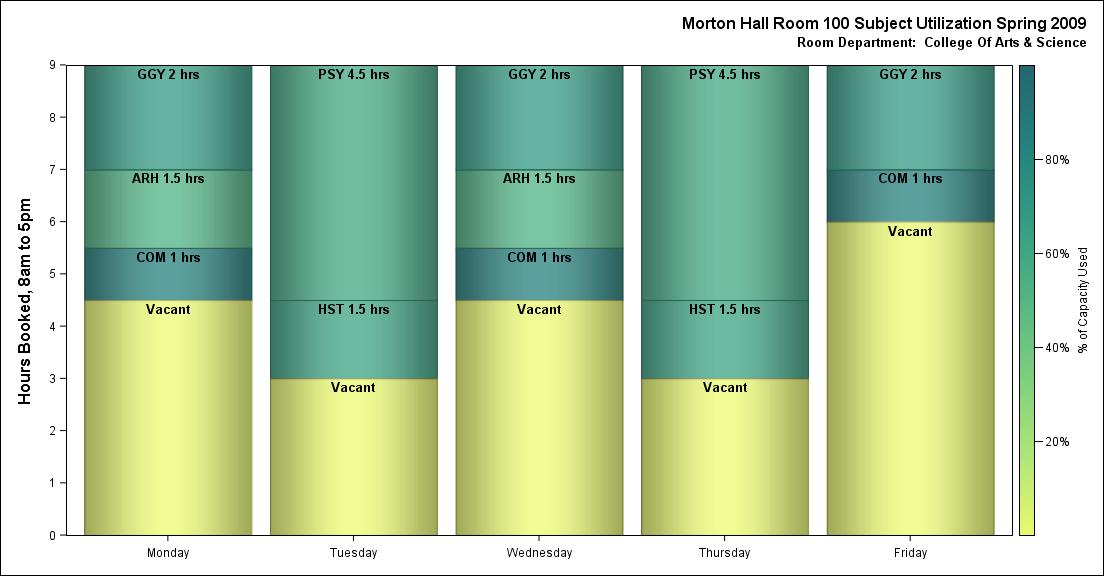 Morton Hall Room 100 Subject Utilization Spring 2009
Room Department:  College Of Arts & Science
Hours Booked, 8am to 5pm
9
8
7
6
5
4
3
2
1
0
GGY 2 hrs
ARH 1.5 hrs
COM 1 hrs
Vacant
PSY 4.5 hrs
HST 1.5 hrs
Vacant
GGY 2 hrs
ARH 1.5 hrs
COM 1 hrs
Vacant
PSY 4.5 hrs
HST 1.5 hrs
Vacant
GGY 2 hrs
COM 1 hrs
Vacant
Monday
Tuesday
Wednesday
Thursday
Friday
80%
60%
40%
20%
% of Capacity Used